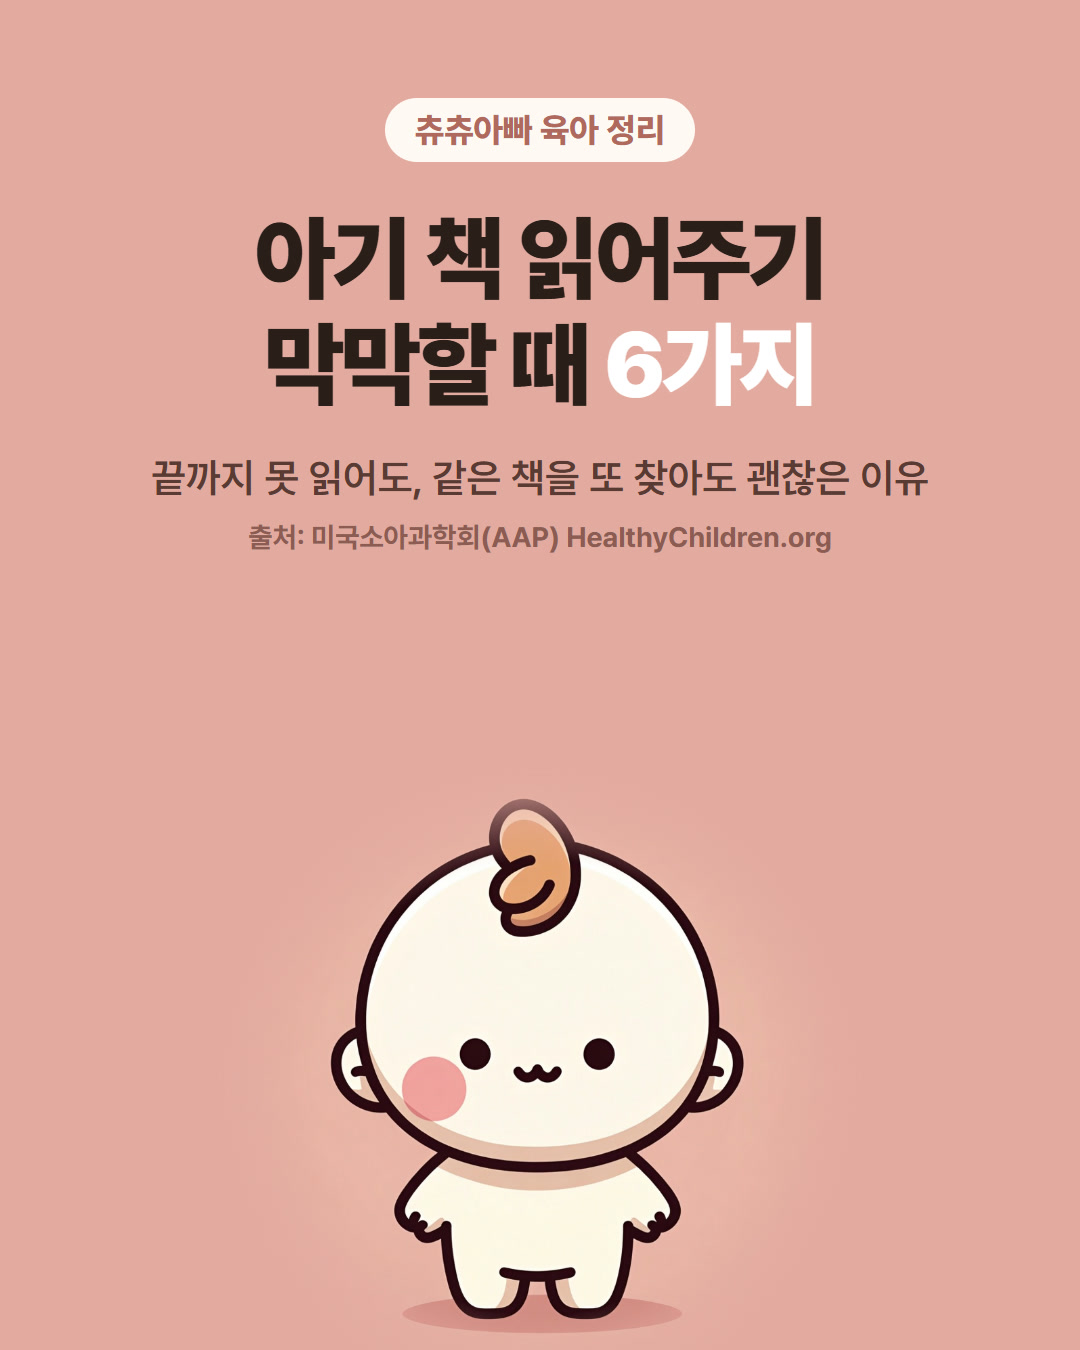 츄츄아빠 육아 정리
아기 책 읽어주기
막막할 때 6가지
끝까지 못 읽어도, 같은 책을 또 찾아도 괜찮은 이유
출처: 미국소아과학회(AAP) HealthyChildren.org